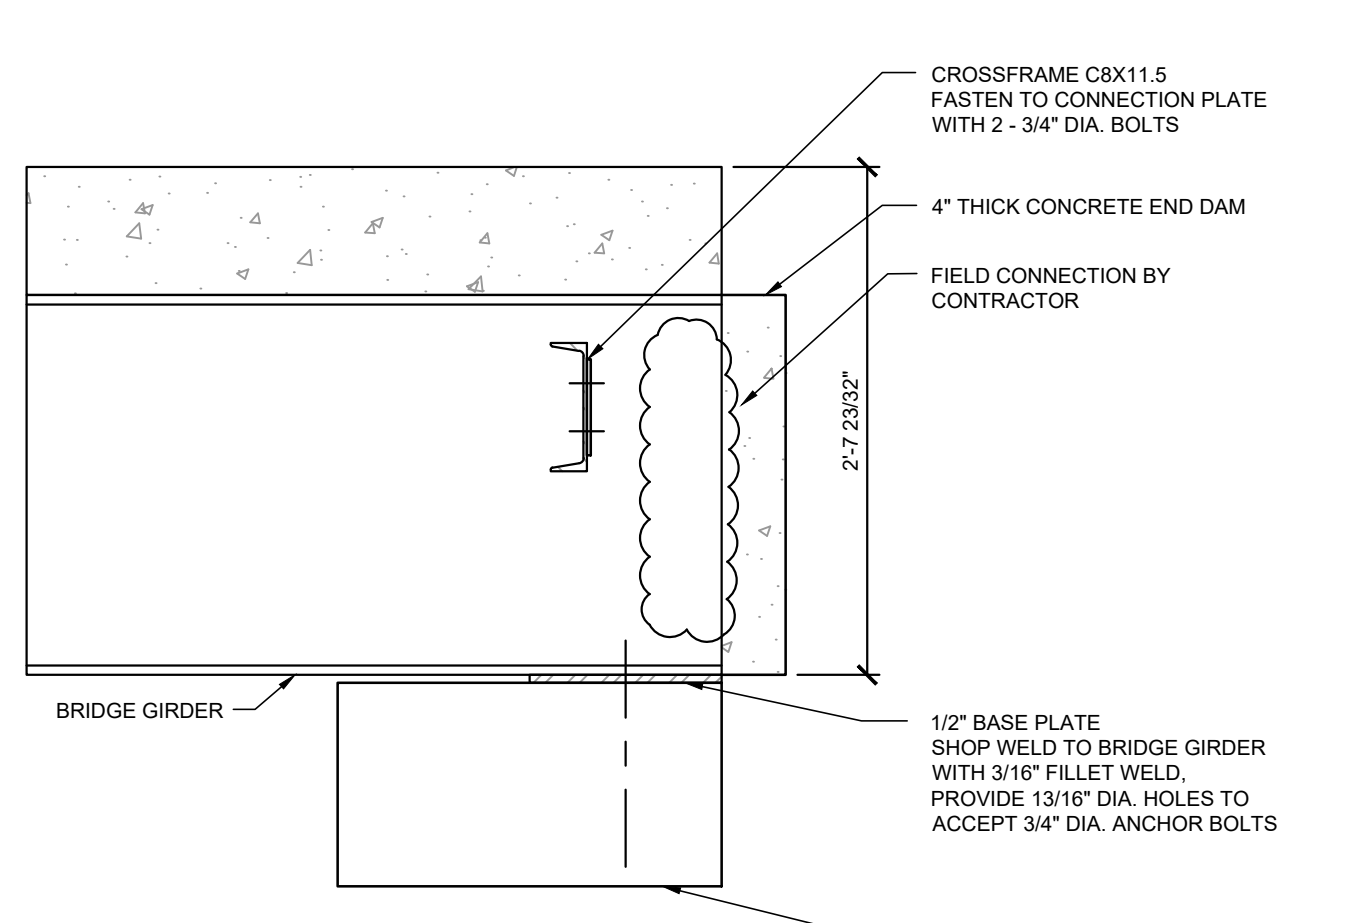 CROSSFRAME C8X11.5
FASTEN TO CONNECTION PLATE
WITH 2 - 3/4" DIA. BOLTS
4" THICK CONCRETE END DAM
FIELD CONNECTION BY
CONTRACTOR
2'-7 23/32"
BRIDGE GIRDER
1/2" BASE PLATE
SHOP WELD TO BRIDGE GIRDER
WITH 3/16" FILLET WELD,
PROVIDE 13/16" DIA. HOLES TO
ACCEPT 3/4" DIA. ANCHOR BOLTS